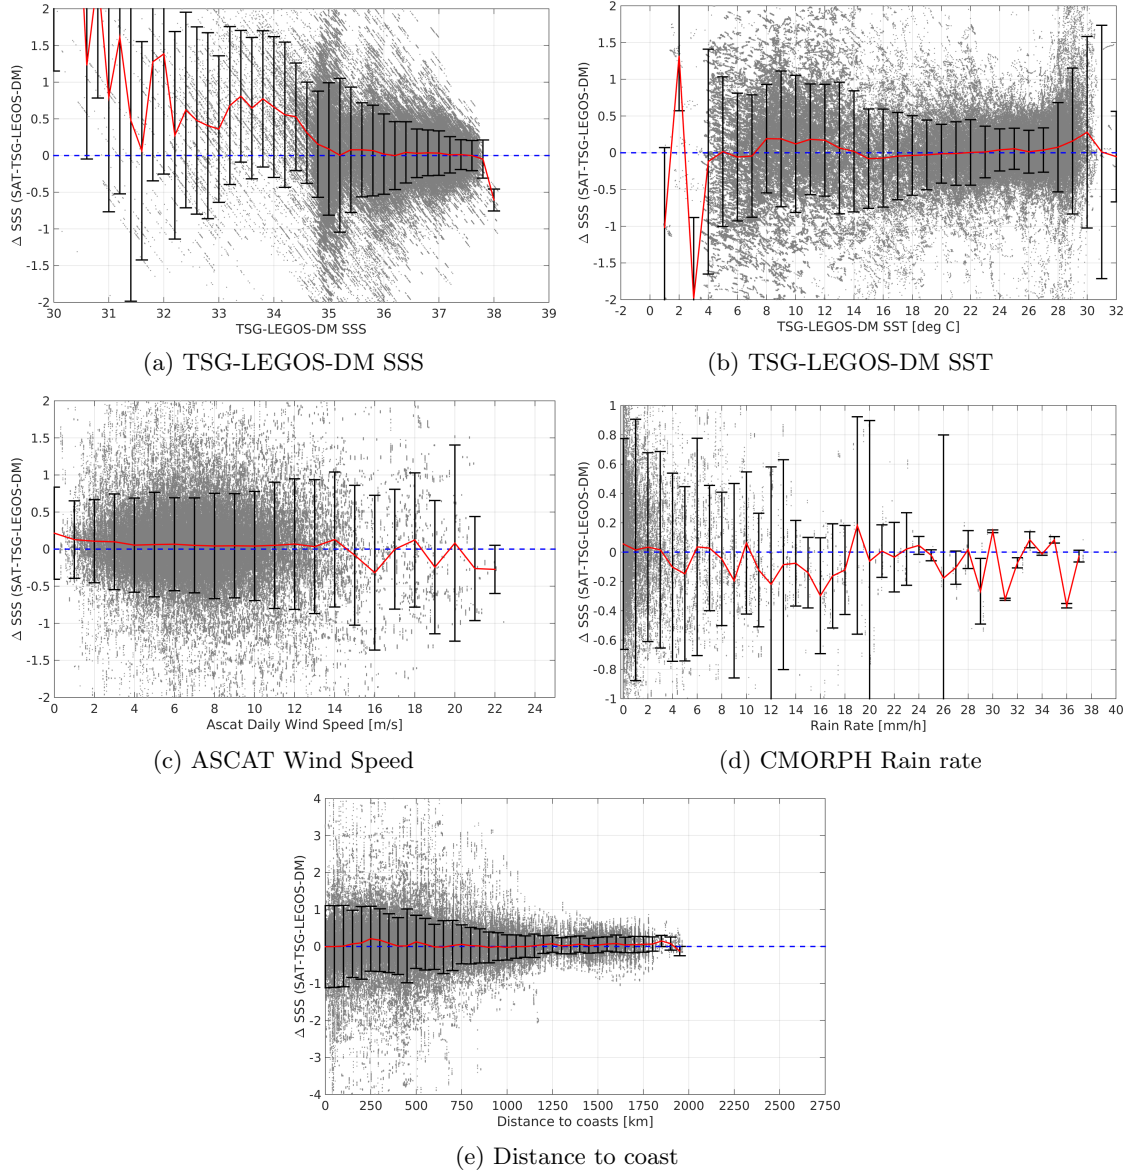 2
1.5
1
0.5
0
-0.5
-1
-1.5
-2
Δ SSS (SAT-TSG-LEGOS-DM)
30 31 32 33 34 35 36 37 38 39
TSG-LEGOS-DM SSS
(a) TSG-LEGOS-DM SSS
2
1.5
1
0.5
0
-0.5
-1
-1.5
-2
Δ SSS (SAT-TSG-LEGOS-DM)
-2 0 2 4 6 8 10 12 14 16 18 20 22 24 26 28 30 32
TSG-LEGOS-DM SST [deg C]
(b) TSG-LEGOS-DM SST
2
1.5
1
0.5
0
-0.5
-1
-1.5
-2
Δ SSS (SAT-TSG-LEGOS-DM)
0 2 4 6 8 10 12 14 16 18 20 22 24
Ascat Daily Wind Speed [m/s]
(c) ASCAT Wind Speed
1
0.8
0.6
0.4
0.2
0
-0.2
-0.4
-0.6
-0.8
-1
Δ SSS (SAT-TSG-LEGOS-DM)
0 2 4 6 8 10 12 14 16 18 20 22 24 26 28 30 32 34 36 38 40
Rain Rate [mm/h]
(d) CMORPH Rain rate
4
3
2
1
0
-1
-2
-3
-4
Δ SSS (SAT-TSG-LEGOS-DM)
0 250 500 750 1000 1250 1500 1750 2000 2250 2500 2750
Distance to coasts [km]
(e) Distance to coast